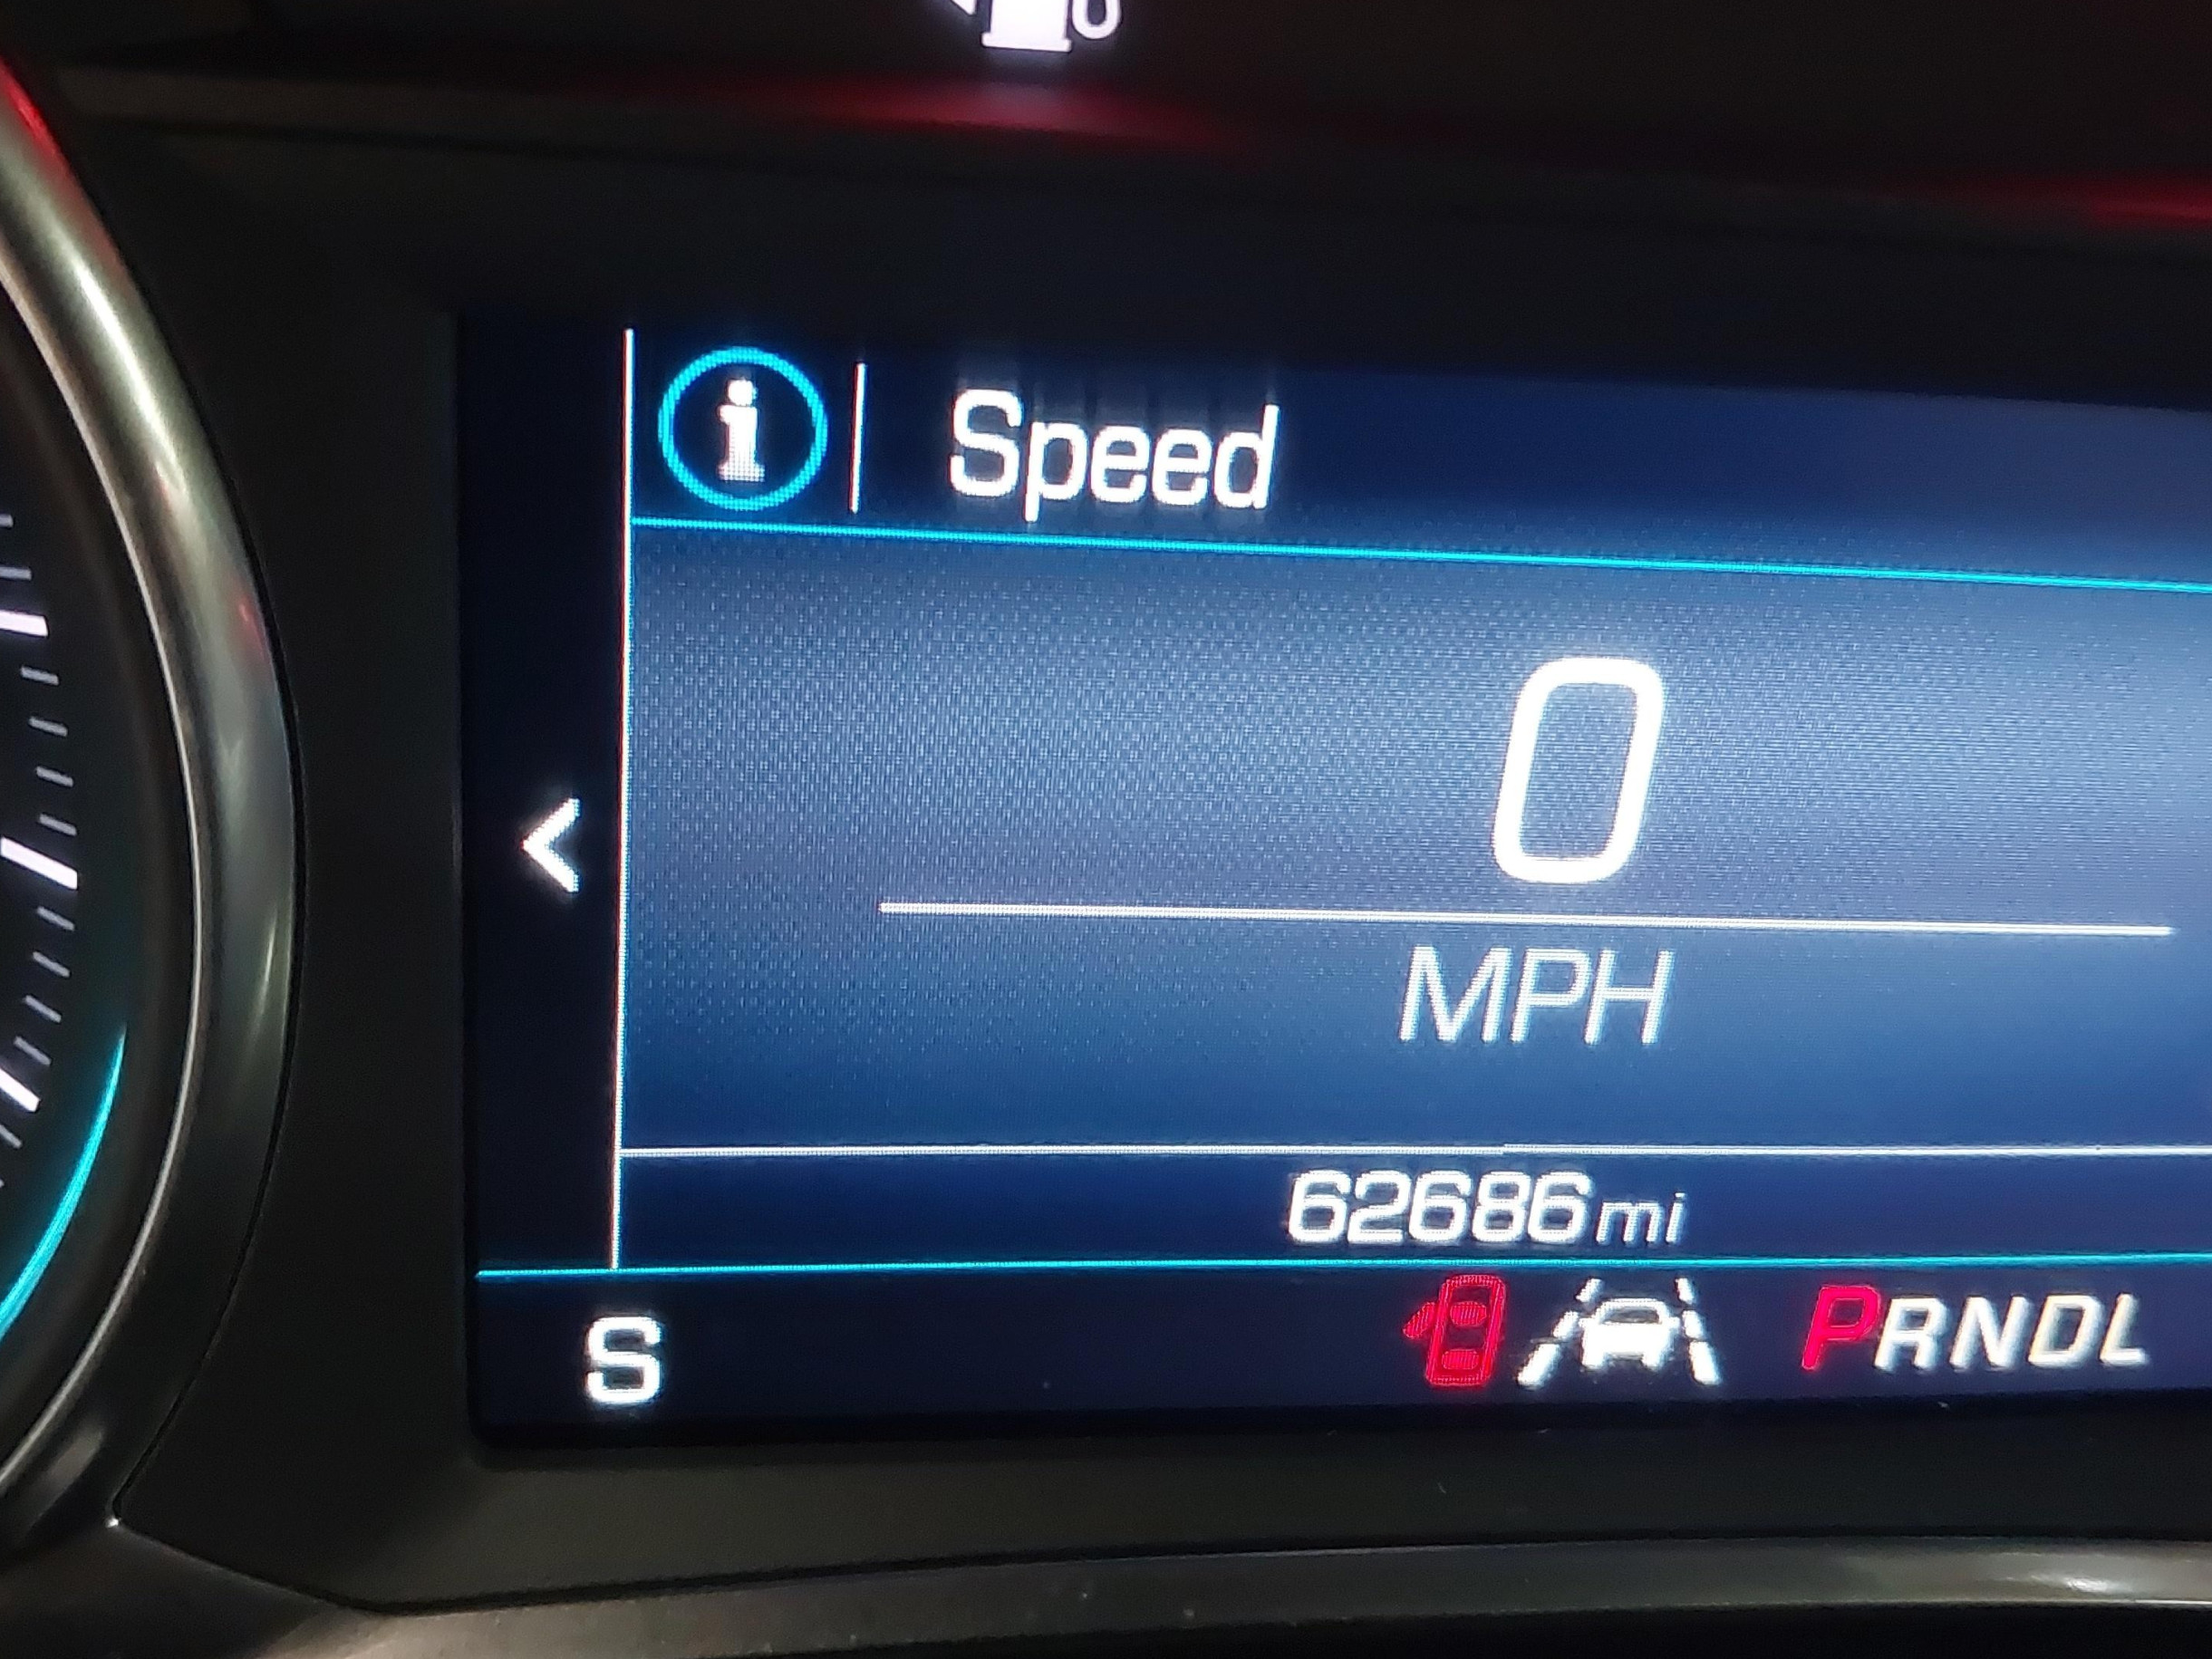 i Speed
0
MPH
62686 mi
S PRNDL